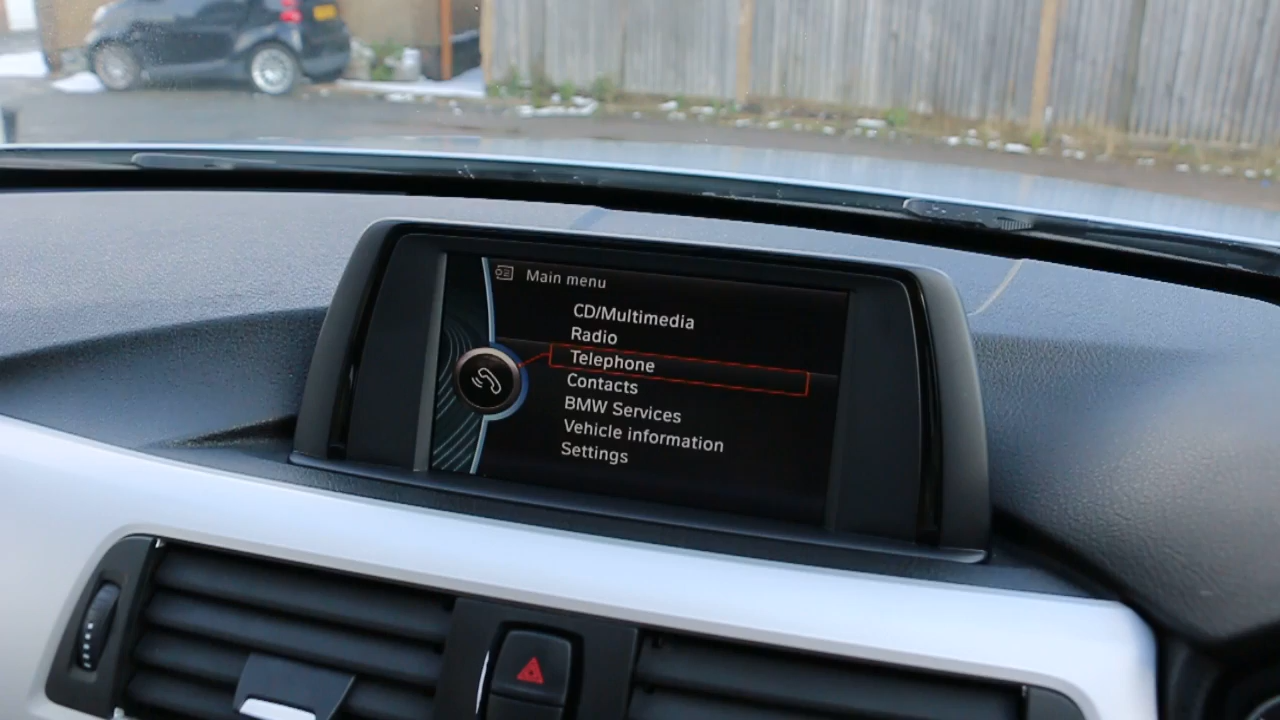 Main menu
CD/Multimedia
Radio
Telephone
Contacts
BMW Services
Vehicle information
Settings